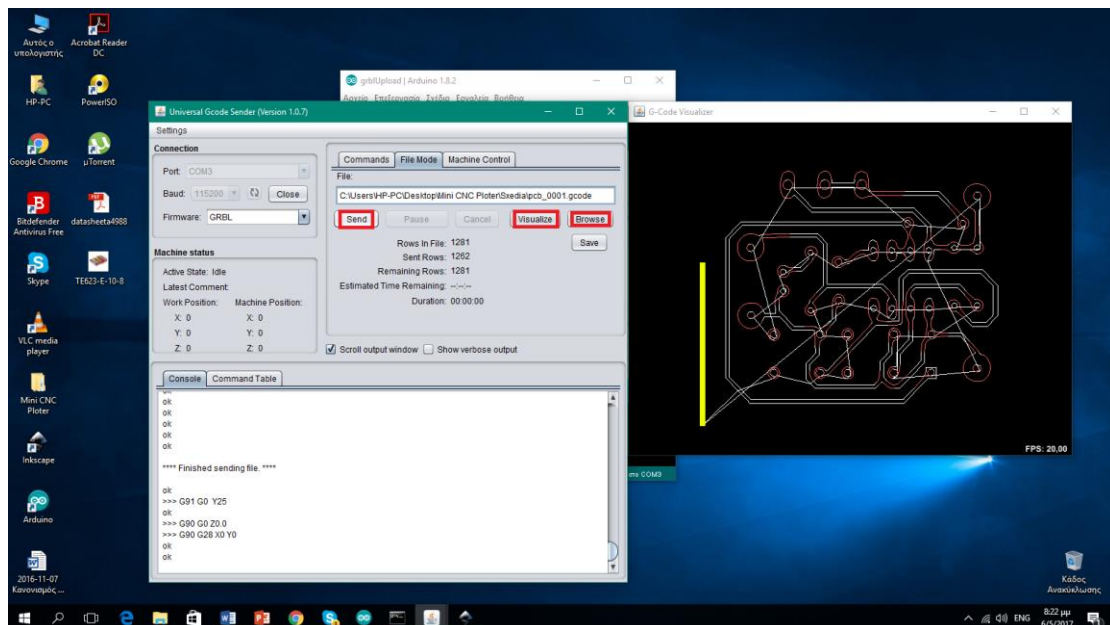 Αυτός ο
υπολογιστής
Acrobat Reader
DC
HP-PC
PowerISO
Google Chrome
µTorrent
Bitdefender
Antivirus Free
datasheeta4988
Skype
TE623-E-10-8
VLC media
player
Mini CNC
Ploter
Inkscape
Arduino
2016-11-07
Κανονισμός ...
grblUpload | Arduino 1.8.2
Αρχείο Επεξεργασία Σχέδιο Εργαλεία Βοήθεια
Universal Gcode Sender (Version 1.0.7)
Settings
Connection
Port: COM3
Baud: 115200
Close
Firmware: GRBL
Machine status
Active State: Idle
Latest Comment:
Work Position: Machine Position:
X: 0 X: 0
Y: 0 Y: 0
Z: 0 Z: 0
Commands File Mode Machine Control
File:
C:\Users\HP-PC\Desktop\Mini CNC Ploter\Sxedia\pcb_0001.gcode
Send Pause Cancel Visualize Browse
Rows In File: 1281
Save
Sent Rows: 1262
Remaining Rows: 1281
Estimated Time Remaining: --:--:--
Duration: 00:00:00
Scroll output window Show verbose output
Console Command Table
ok
ok
ok
ok
ok
**** Finished sending file. ****
ok
>>> G91 G0 Y25
ok
>>> G90 G0 Z0.0
>>> G90 G28 X0 Y0
ok
ok
G-Code Visualizer
FPS: 20,00
COM3
Κάδος
Ανακύκλωσης
ENG
8:22 μμ
6/5/2017